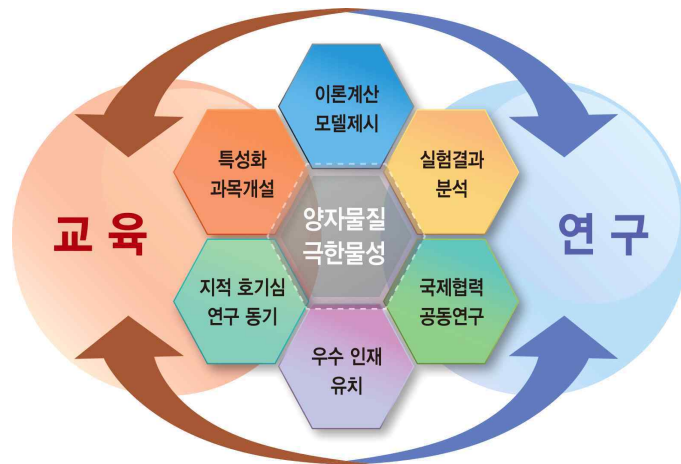 이론계산
모델제시
특성화
과목개설
실험결과
분석
교 육
양자물질
극한물성
연 구
지적 호기심
연구 동기
국제협력
공동연구
우수 인재
유치